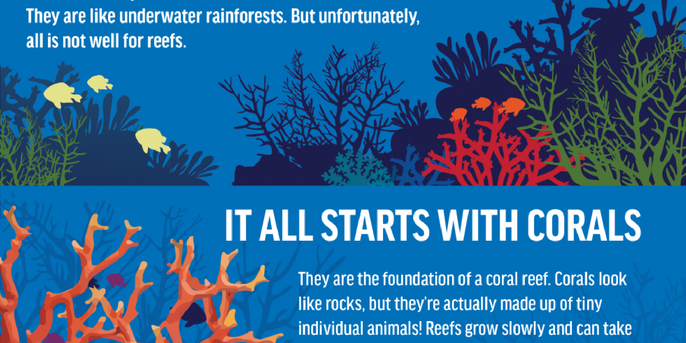 They are like underwater rainforests. But unfortunately,
all is not well for reefs.
IT ALL STARTS WITH CORALS
They are the foundation of a coral reef. Corals look
like rocks, but they're actually made up of tiny
individual animals! Reefs grow slowly and can take